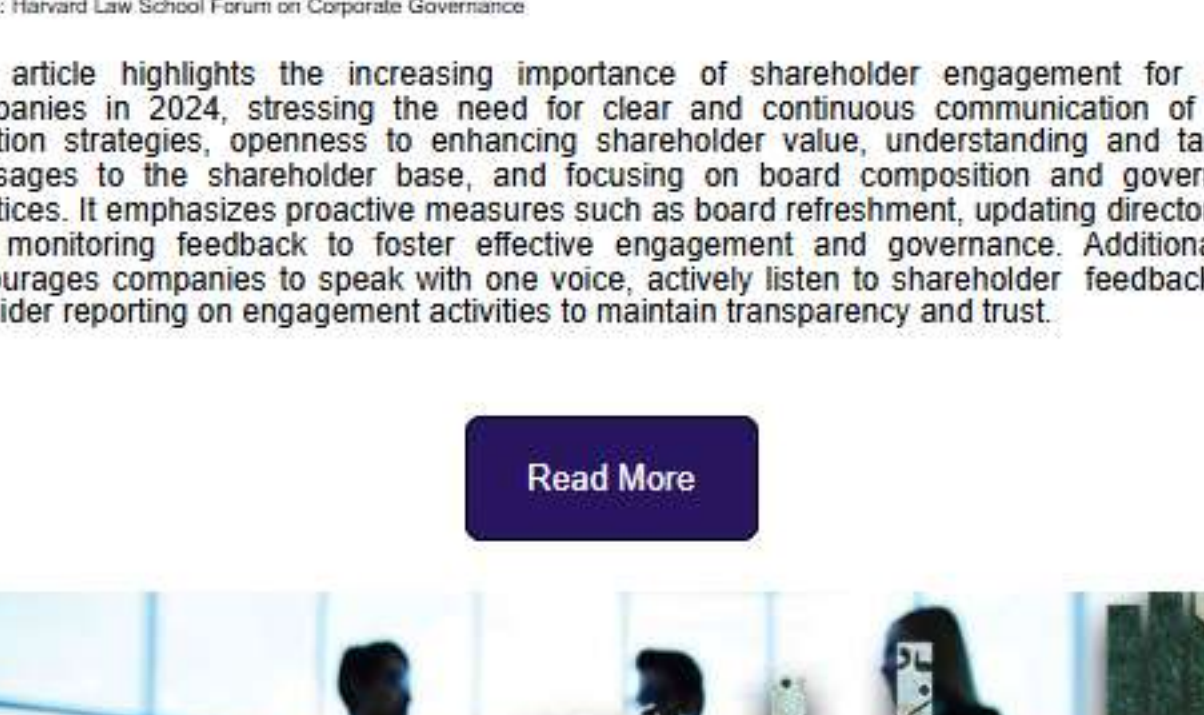 : Harvard Law School Forum on Corporate Governance
article highlights the increasing importance of shareholder engagement for
panies in 2024, stressing the need for clear and continuous communication of
tion strategies, openness to enhancing shareholder value, understanding and ta
sages to the shareholder base, and focusing on board composition and gover
tices. It emphasizes proactive measures such as board refreshment, updating directo
monitoring feedback to foster effective engagement and governance. Addition
urages companies to speak with one voice, actively listen to shareholder feedbac
ider reporting on engagement activities to maintain transparency and trust.
Read More